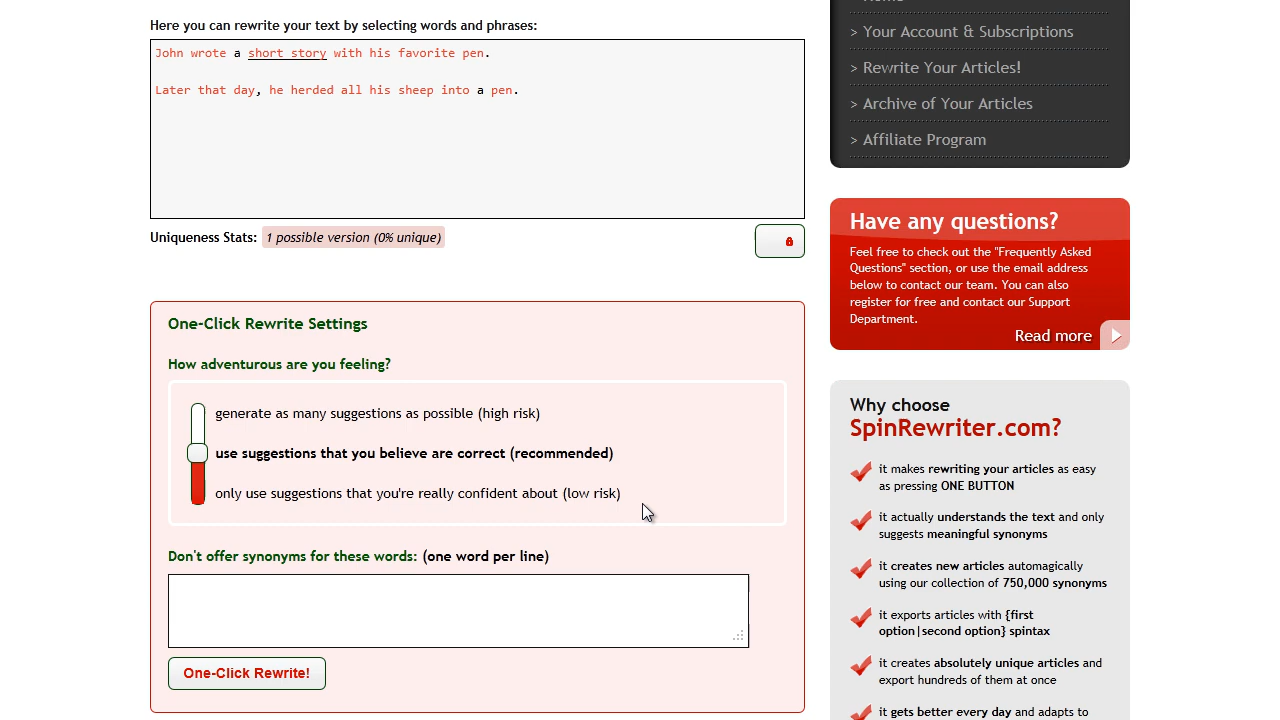 Here you can rewrite your text by selecting words and phrases:
John wrote a short story with his favorite pen.
Later that day, he herded all his sheep into a pen.
Uniqueness Stats: 1 possible version (0% unique)
One-Click Rewrite Settings
How adventurous are you feeling?
generate as many suggestions as possible (high risk)
use suggestions that you believe are correct (recommended)
only use suggestions that you're really confident about (low risk)
Don't offer synonyms for these words: (one word per line)
One-Click Rewrite!
> Home
> Your Account & Subscriptions
> Rewrite Your Articles!
> Archive of Your Articles
> Affiliate Program
Have any questions?
Feel free to check out the "Frequently Asked
Questions" section, or use the email address
below to contact our team. You can also
register for free and contact our Support
Department.
Read more
Why choose
SpinRewriter.com?
it makes rewriting your articles as easy
as pressing ONE BUTTON
it actually understands the text and only
suggests meaningful synonyms
it creates new articles automagically
using our collection of 750,000 synonyms
it exports articles with {first
option|second option} spintax
it creates absolutely unique articles and
export hundreds of them at once
it gets better every day and adapts to